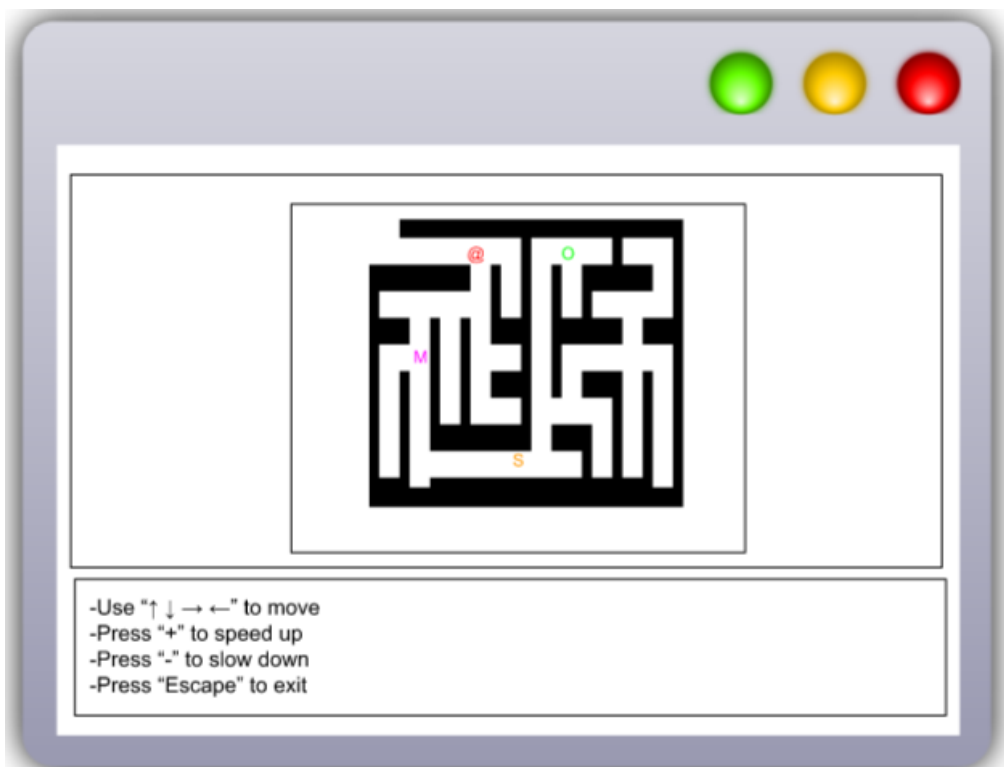 @
O
M
S
-Use “↑ ↓ → ←” to move
-Press “+” to speed up
-Press “-” to slow down
-Press “Escape” to exit